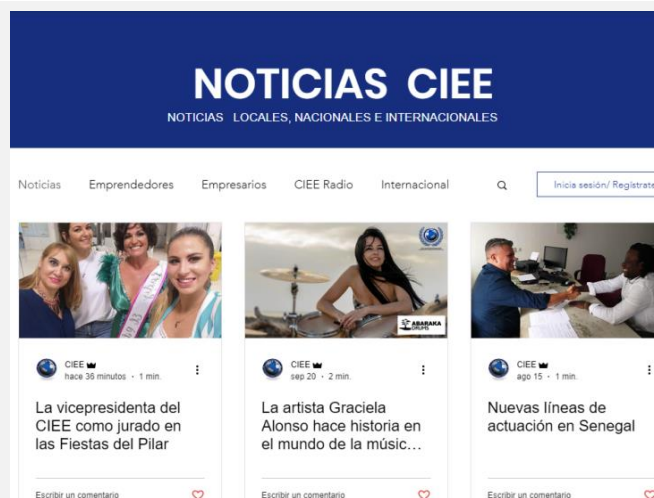 NOTICIAS CIEE
NOTICIAS LOCALES, NACIONALES E INTERNACIONALES
Noticias Emprendedores Empresarios CIEE Radio Internacional Inicia sesión/ Regístrate
ABARAKA
DRUMS
CIEE
hace 36 minutos · 1 min.
La vicepresidenta del
CIEE como jurado en
las Fiestas del Pilar
Escribir un comentario
CIEE
sep 20 · 2 min.
La artista Graciela
Alonso hace historia en
el mundo de la músic...
Escribir un comentario
CIEE
ago 15 · 1 min.
Nuevas líneas de
actuación en Senegal
Escribir un comentario